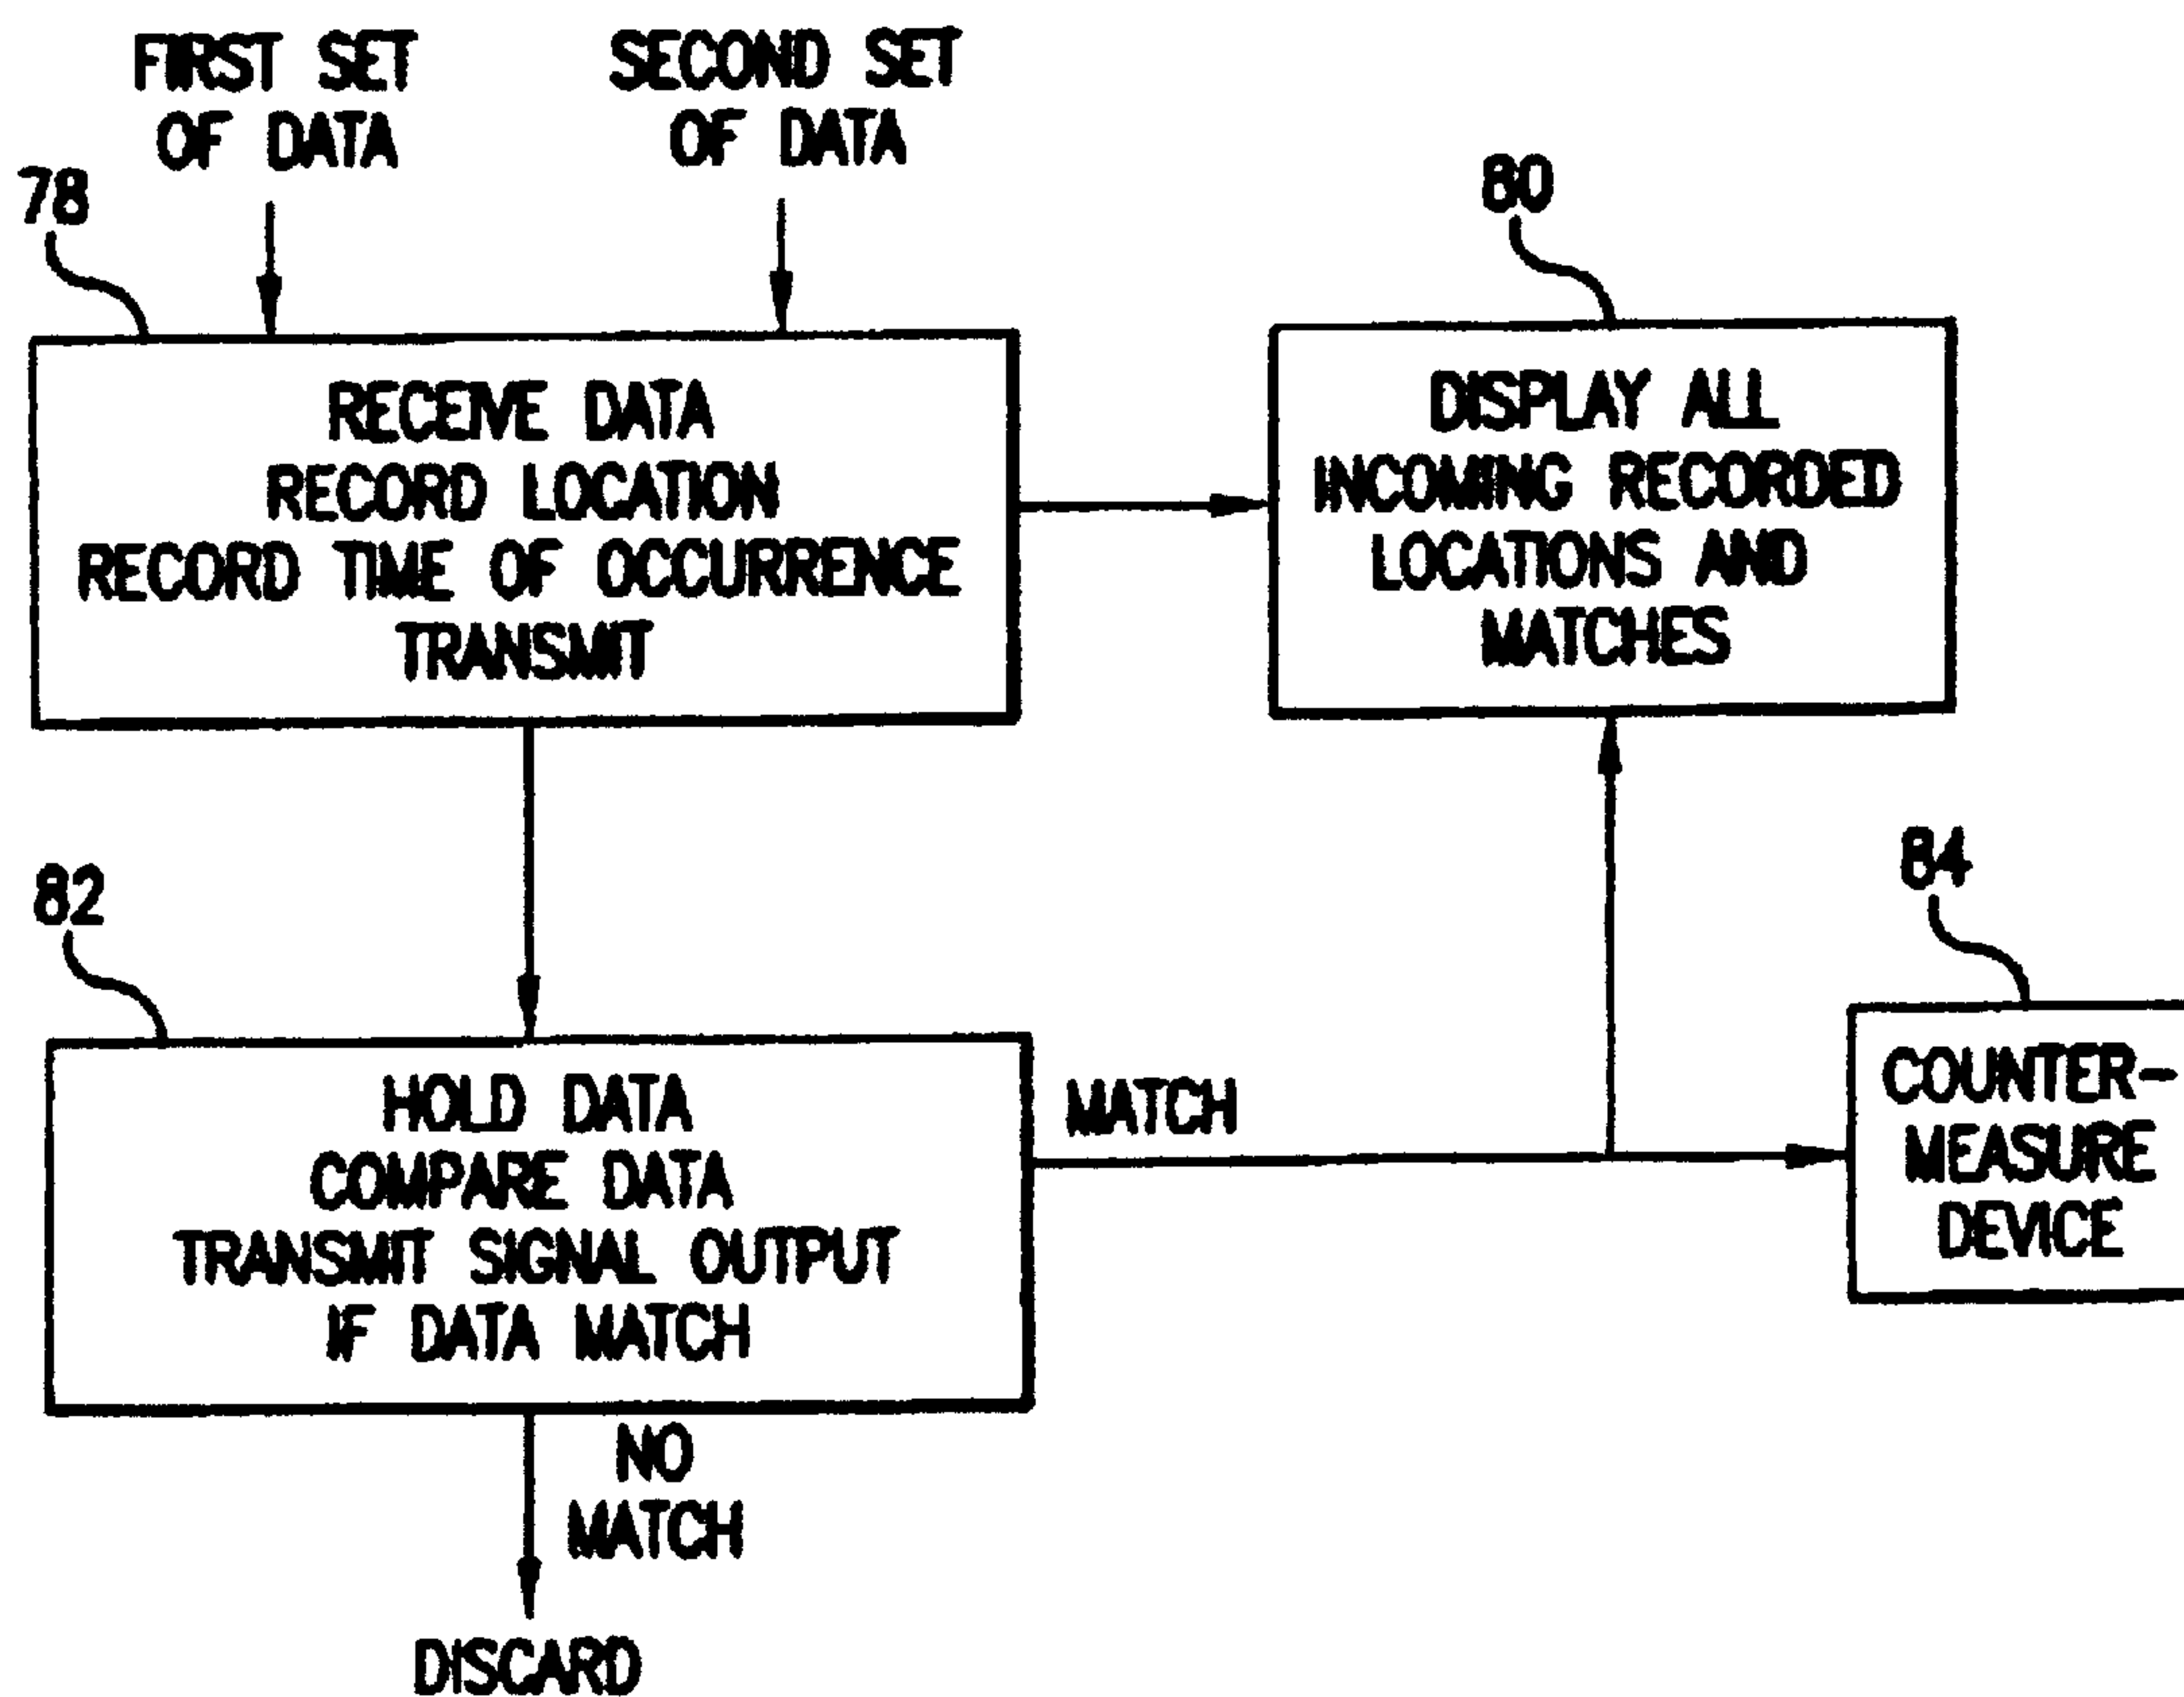 FIRST SET
OF DATA
SECOND SET
OF DATA
78
80
RECEIVE DATA
RECORD LOCATION
RECORD TIME OF OCCURRENCE
TRANSMIT
DISPLAY ALL
INCOMING RECORDED
LOCATIONS AND
MATCHES
82
84
HOLD DATA
COMPARE DATA
TRANSMIT SIGNAL OUTPUT
IF DATA MATCH
MATCH
COUNTER-
MEASURE
DEVICE
NO
MATCH
DISCARD